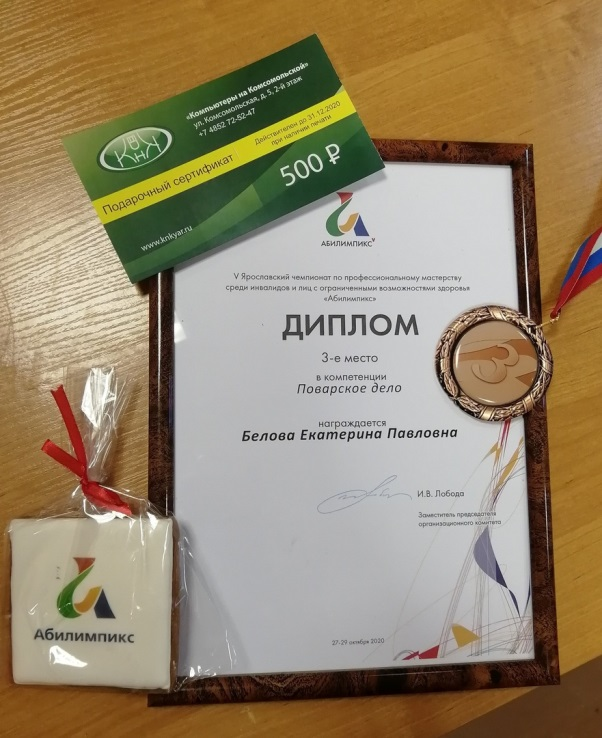 «Компьютеры на Комсомольской»
ул. Комсомольская, д. 5, 2-й этаж
+7 4852 72-52-47
Действителен до 31.12.2020
при наличии печати
КНК
Подарочный сертификат
500 ₽
www.knkyar.ru
АБИЛИМПИКС
V Ярославский чемпионат по профессиональному мастерству
среди инвалидов и лиц с ограниченными возможностями здоровья
«Абилимпикс»
ДИПЛОМ
3-е место
в компетенции
Поварское дело
награждается
Белова Екатерина Павловна
И.В. Лобода
Заместитель председателя
организационного комитета
27-29 октября 2020
3
Абилимпикс